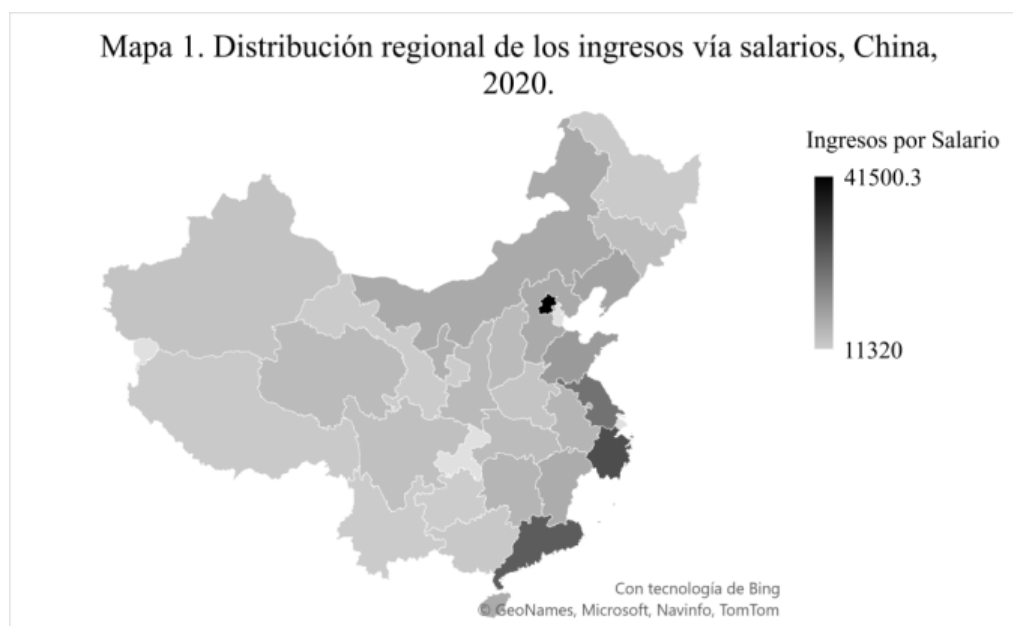 Mapa 1. Distribución regional de los ingresos vía salarios, China,
2020.
Ingresos por Salario
41500.3
11320
Con tecnología de Bing
© GeoNames, Microsoft, Navinfo, TomTom